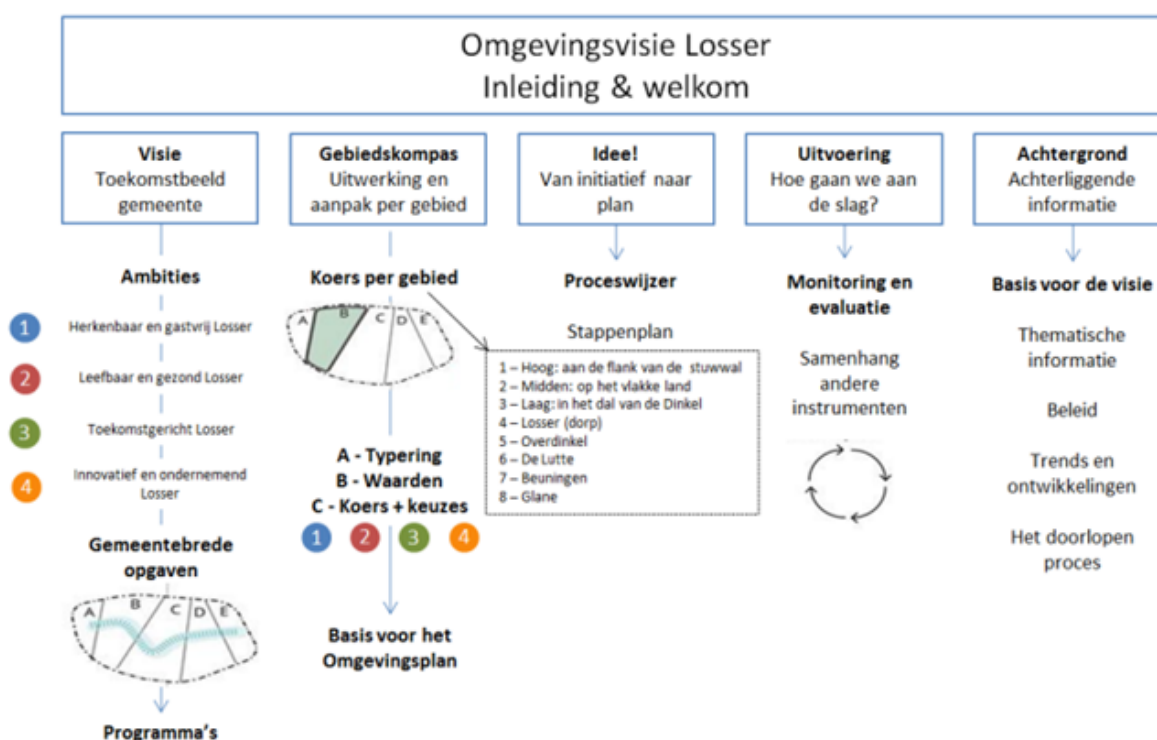 Omgevingsvisie Losser
Inleiding & welkom
Visie
Toekomstbeeld
gemeente
Ambities
1
Herkenbaar en gastvrij Losser
2
Leefbaar en gezond Losser
3
Toekomstgericht Losser
4
Innovatief en ondernemend
Losser
Gemeentebrede
opgaven
A B C D E
Programma's
Gebiedskompas
Uitwerking en
aanpak per gebied
Koers per gebied
A B C D E
A - Typering
B - Waarden
C - Koers + keuzes
1 2 3 4
Basis voor het
Omgevingsplan
Idee!
Van initiatief naar
plan
Proceswijzer
Stappenplan
1 – Hoog: aan de flank van de stuwwal
2 – Midden: op het vlakke land
3 – Laag: in het dal van de Dinkel
4 – Losser (dorp)
5 – Overdinkel
6 – De Lutte
7 – Beuningen
8 – Glane
Uitvoering
Hoe gaan we aan
de slag?
Monitoring en
evaluatie
Samenhang
andere
instrumenten
Achtergrond
Achterliggende
informatie
Basis voor de visie
Thematische
informatie
Beleid
Trends en
ontwikkelingen
Het doorlopen
proces